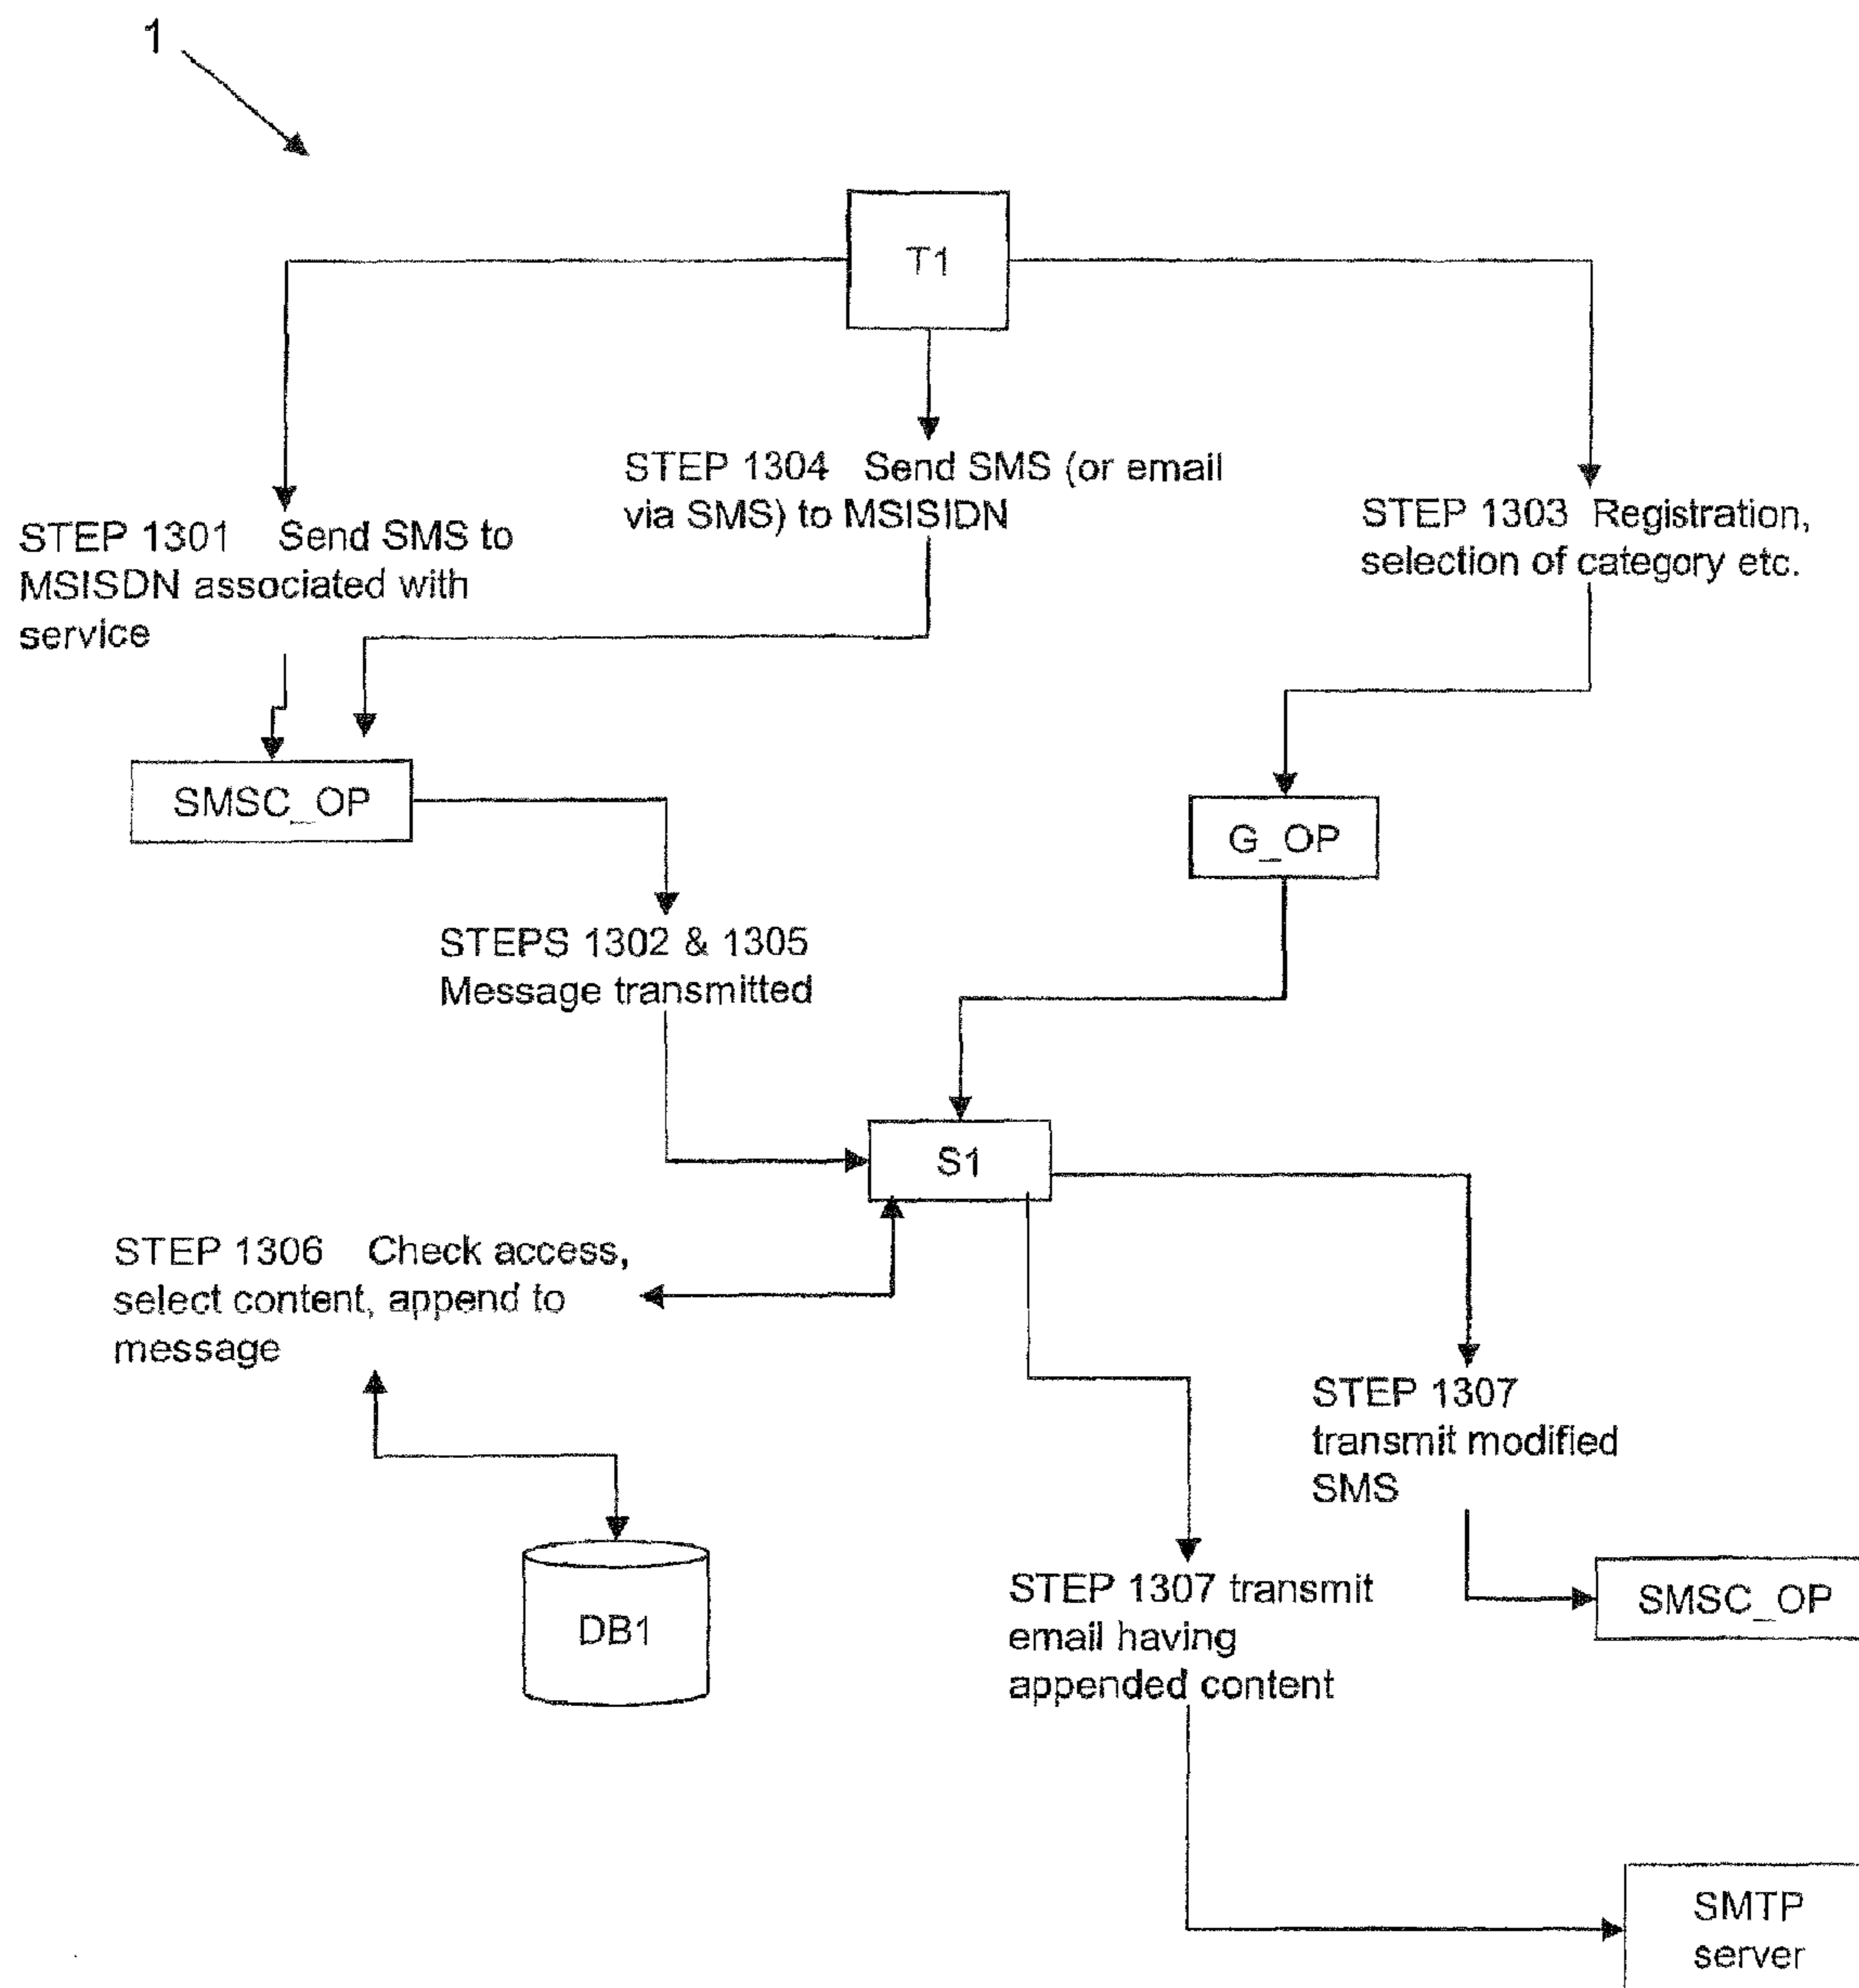 1
T1
STEP 1304 Send SMS (or email
via SMS) to MSISIDN
STEP 1303 Registration,
selection of category etc.
STEP 1301 Send SMS to
MSISDN associated with
service
SMSC_OP
G_OP
STEPS 1302 & 1305
Message transmitted
S1
STEP 1306 Check access,
select content, append to
message
STEP 1307
transmit modified
SMS
DB1
STEP 1307 transmit
email having
appended content
SMSC_OP
SMTP
server